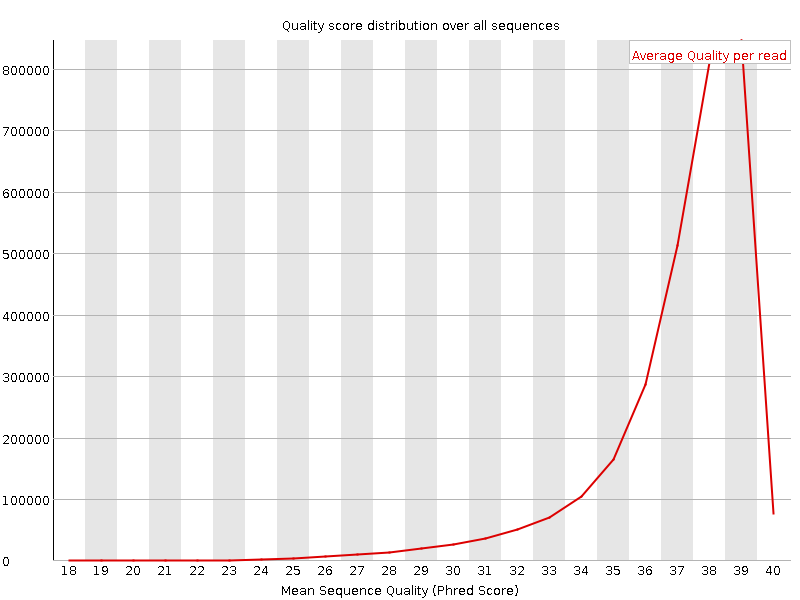 Quality score distribution over all sequences
Average Quality per read
800000
700000
600000
500000
400000
300000
200000
100000
0
18 19 20 21 22 23 24 25 26 27 28 29 30 31 32 33 34 35 36 37 38 39 40
Mean Sequence Quality (Phred Score)